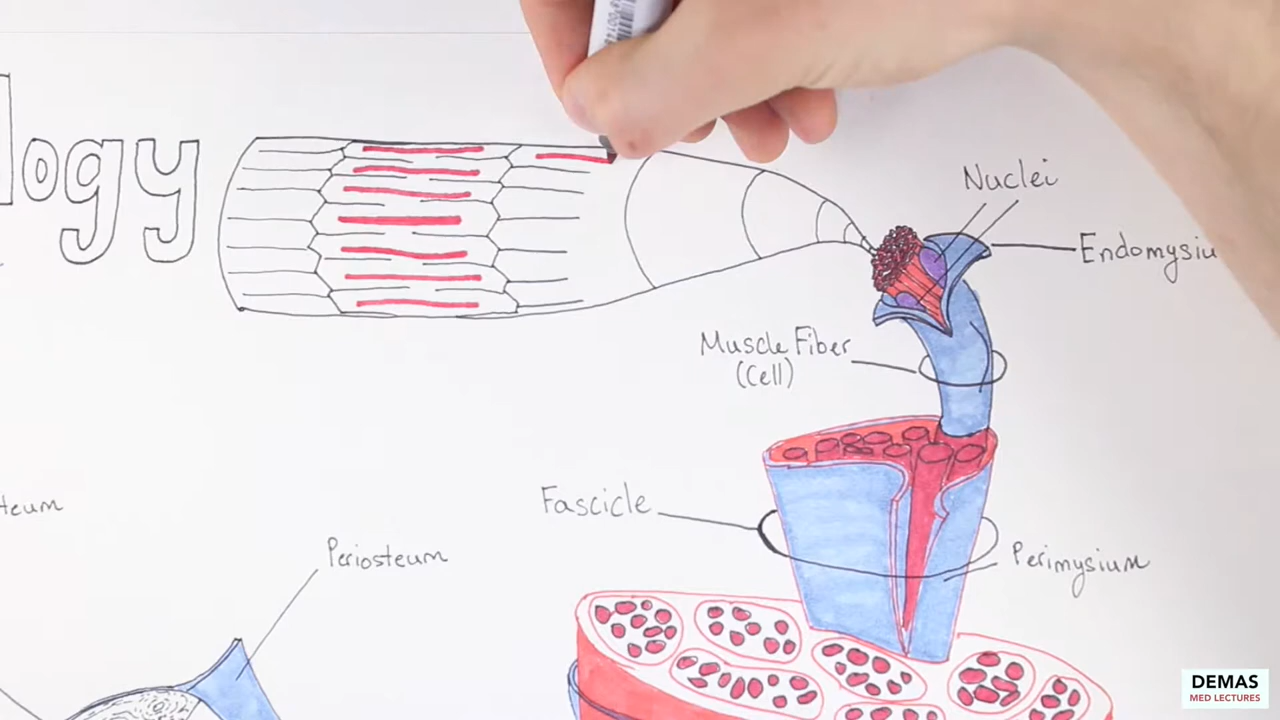 logy
Nuclei
Endomysiu
Muscle Fiber
(Cell)
Fascicle
teum
Periosteum
Perimysium
DEMAS
MED LECTURES